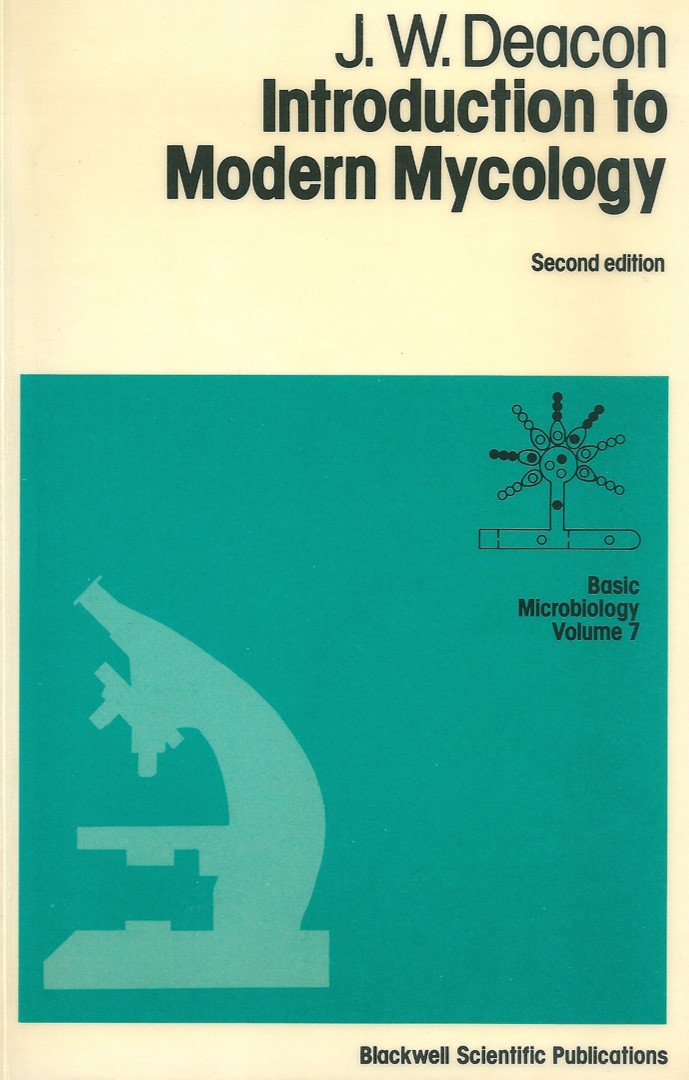 J. W. Deacon
Introduction to
Modern Mycology
Second edition
Basic
Microbiology
Volume 7
Blackwell Scientific Publications